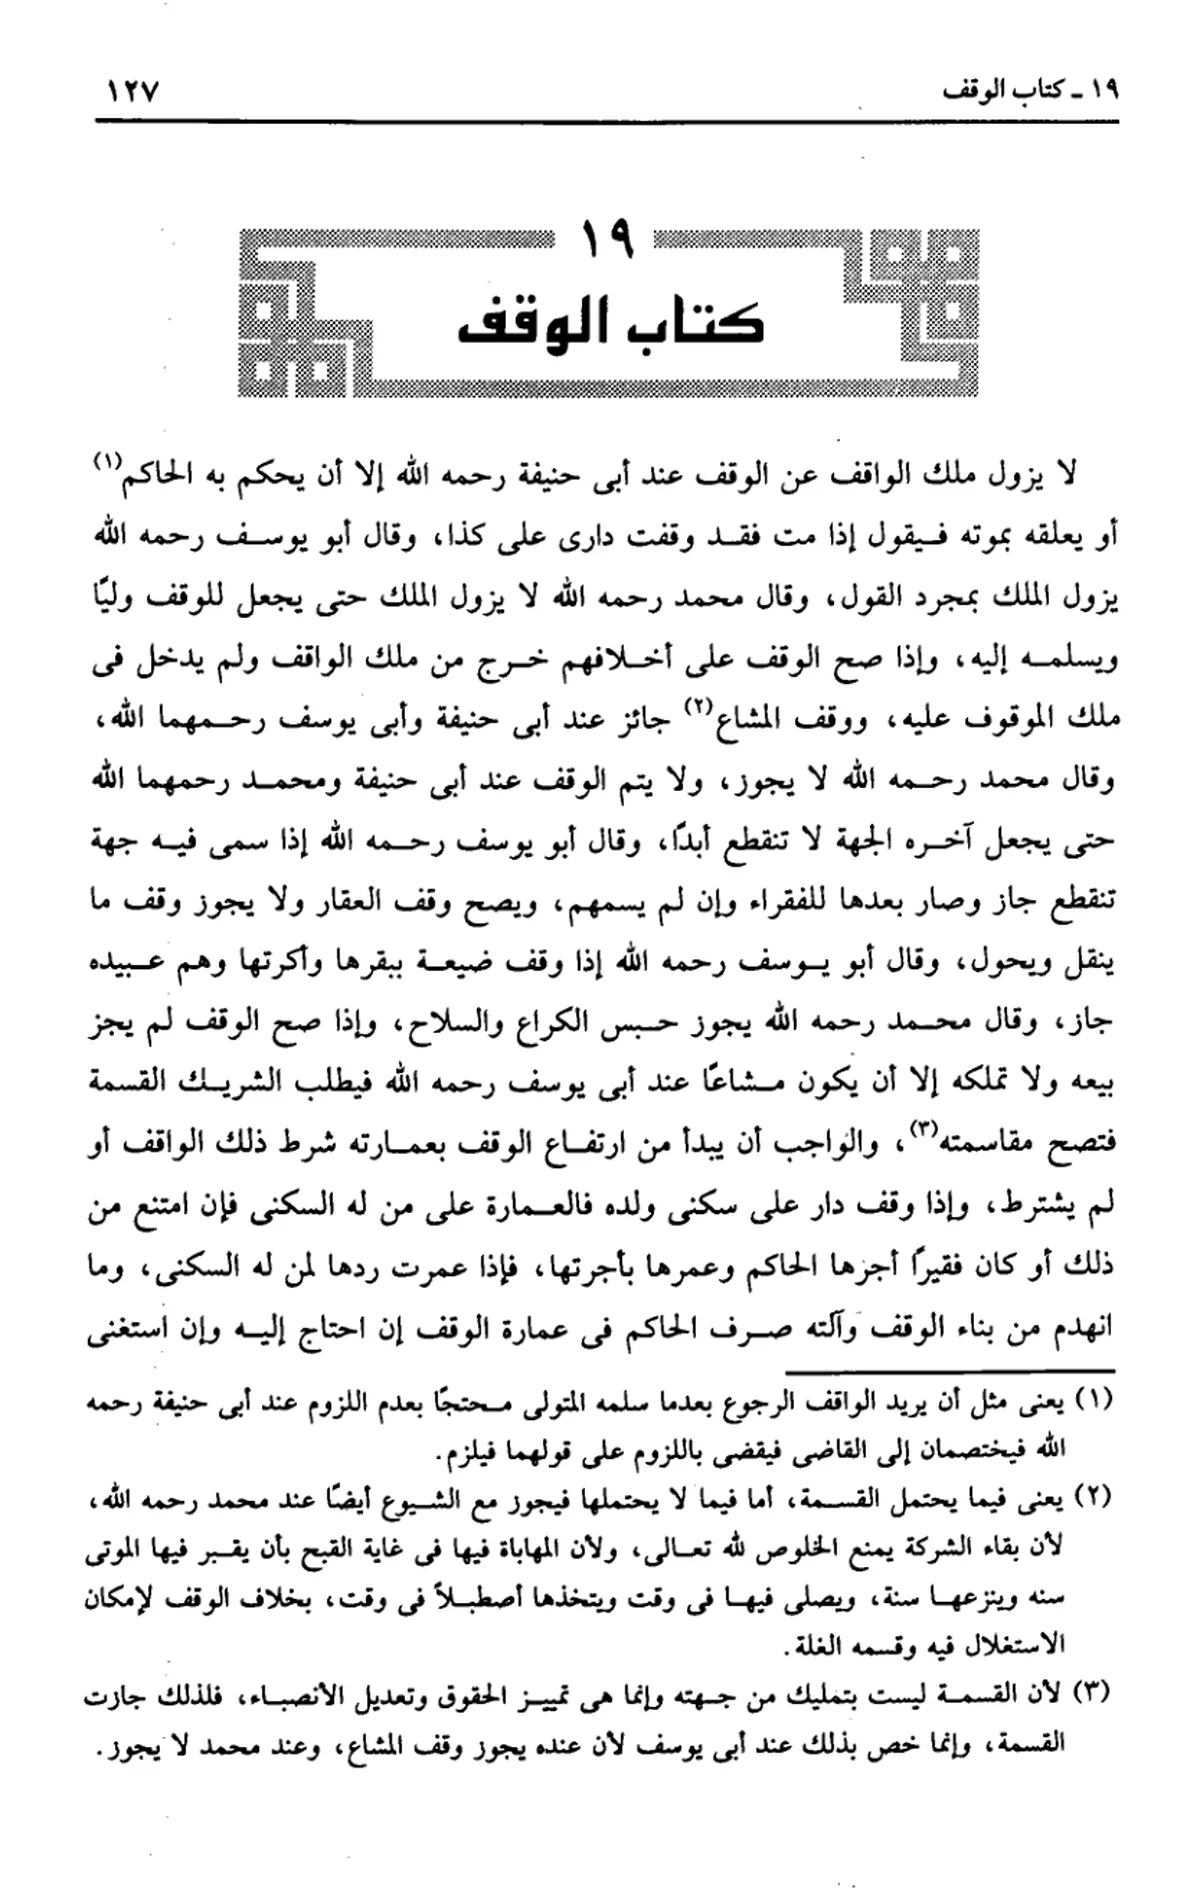 ١٩ ـ كتاب الوقف ١٢٧
١٩
كتاب الوقف
لا يزول ملك الواقف عن الوقف عند أبى حنيفة رحمه الله إلا أن يحكم به الحاكم(١)
أو يعلقه بموته فيقول إذا مت فقد وقفت دارى على كذا، وقال أبو يوسف رحمه الله
يزول الملك بمجرد القول، وقال محمد رحمه الله لا يزول الملك حتى يجعل للوقف وليًا
ويسلمه إليه، وإذا صح الوقف على أخلافهم خرج من ملك الواقف ولم يدخل فى
ملك الموقوف عليه، ووقف المشاع(٢) جائز عند أبى حنيفة وأبى يوسف رحمهما الله،
وقال محمد رحمه الله لا يجوز، ولا يتم الوقف عند أبى حنيفة ومحمد رحمهما الله
حتى يجعل آخره الجهة لا تنقطع أبدًا، وقال أبو يوسف رحمه الله إذا سمى فيه جهة
تنقطع جاز وصار بعدها للفقراء وإن لم يسمهم، ويصح وقف العقار ولا يجوز وقف ما
ينقل ويحول، وقال أبو يوسف رحمه الله إذا وقف ضيعة ببقرها وأكرتها وهم عبيده
جاز، وقال محمد رحمه الله يجوز حبس الكراع والسلاح، وإذا صح الوقف لم يجز
بيعه ولا تملكه إلا أن يكون مشاعًا عند أبى يوسف رحمه الله فيطلب الشريك القسمة
فتصح مقاسمته(٣)، والواجب أن يبدأ من ارتفاع الوقف بعمارته شرط ذلك الواقف أو
لم يشترط، وإذا وقف دار على سكنى ولده فالعمارة على من له السكنى فإن امتنع من
ذلك أو كان فقيرًا أجرها الحاكم وعمرها بأجرتها، فإذا عمرت ردها لمن له السكنى، وما
انهدم من بناء الوقف وآلته صرف الحاكم فى عمارة الوقف إن احتاج إليه وإن استغنى
(١) يعنى مثل أن يريد الواقف الرجوع بعدما سلمه المتولى محتجًا بعدم اللزوم عند أبى حنيفة رحمه
الله فيختصمان إلى القاضى فيقضى باللزوم على قولهما فيلزم.
(٢) يعنى فيما يحتمل القسمة، أما فيما لا يحتملها فيجوز مع الشيوع أيضًا عند محمد رحمه الله،
لأن بقاء الشركة يمنع الخلوص لله تعالى، ولأن المهاباة فيها فى غاية القبح بأن يقبر فيها الموتى
سنه وينزعها سنة، ويصلى فيها فى وقت ويتخذها أصطبلاً فى وقت، بخلاف الوقف لإمكان
الاستغلال فيه وقسمه الغلة.
(٣) لأن القسمة ليست بتمليك من جهته وإنما هى تمييز الحقوق وتعديل الأنصباء، فلذلك جازت
القسمة، وإنما خص بذلك عند أبى يوسف لأن عنده يجوز وقف المشاع، وعند محمد لا يجوز.